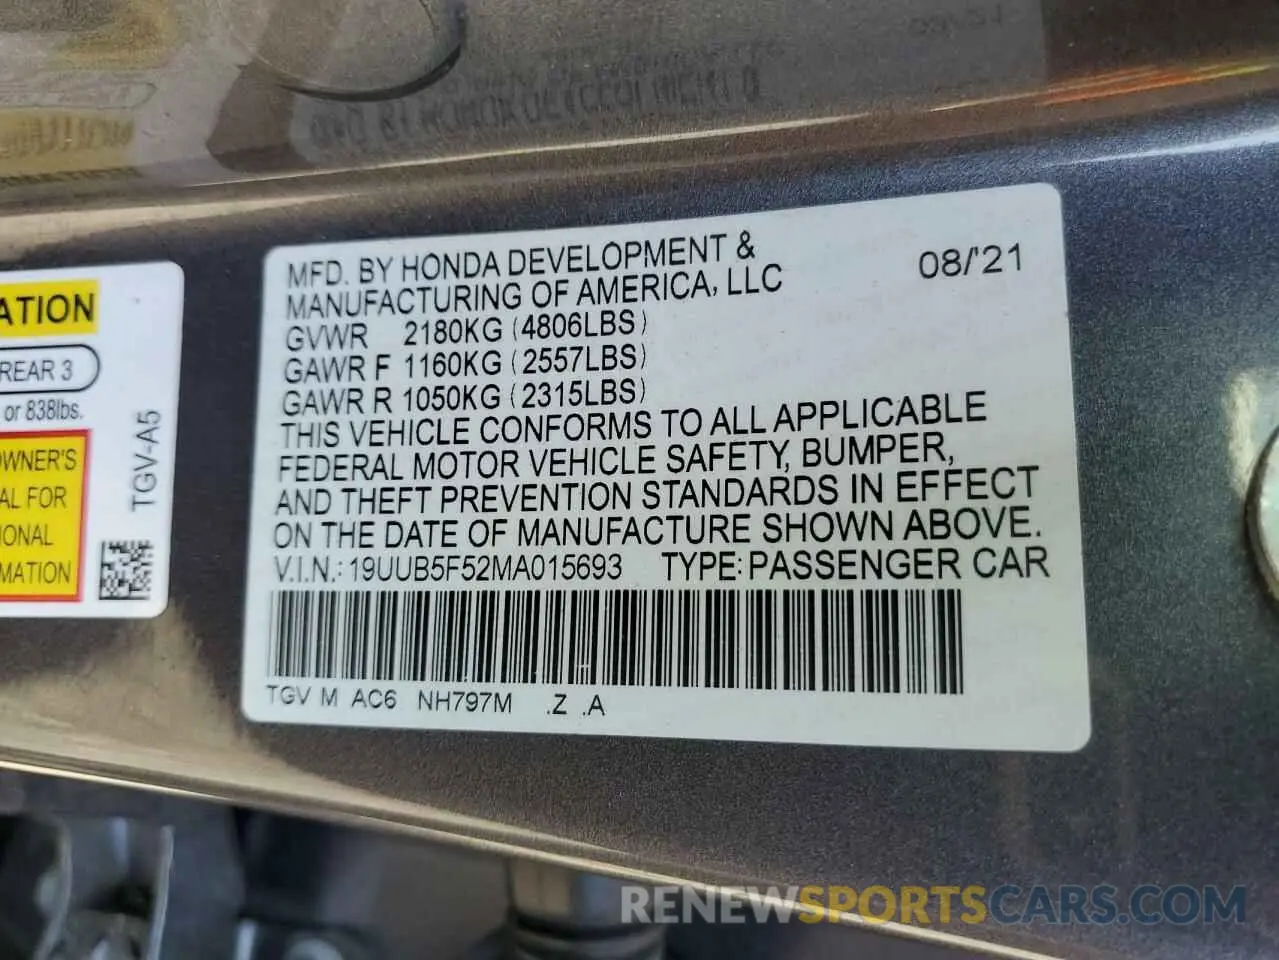 ATION
REAR 3
or 838lbs.
OWNER'S
AL FOR
IONAL
MATION
TGV-A5
MFD. BY HONDA DEVELOPMENT &
MANUFACTURING OF AMERICA, LLC
08/'21
GVWR 2180KG (4806LBS)
GAWR F 1160KG (2557LBS)
GAWR R 1050KG (2315LBS)
THIS VEHICLE CONFORMS TO ALL APPLICABLE
FEDERAL MOTOR VEHICLE SAFETY, BUMPER,
AND THEFT PREVENTION STANDARDS IN EFFECT
ON THE DATE OF MANUFACTURE SHOWN ABOVE.
V.I.N.: 19UUB5F52MA015693 TYPE: PASSENGER CAR
TGV M AC6 NH797M .Z .A
RENEWSPORTSCARS.COM